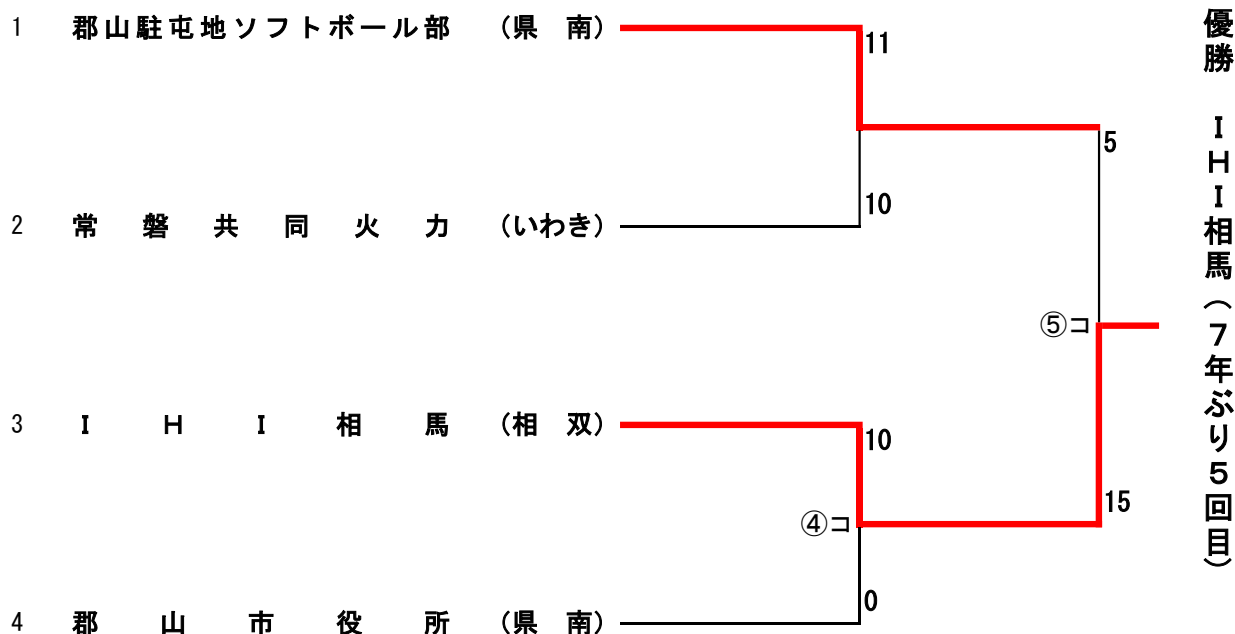 1 郡山駐屯地ソフトボール部 (県 南)
11
5
2 常磐共同火力 (いわき)
10
⑤コ
3 ＩＨＩ相馬 (相 双)
10
④コ
15
4 郡山市役所 (県 南)
0
優勝 ＩＨＩ相馬(７年ぶり５回目)